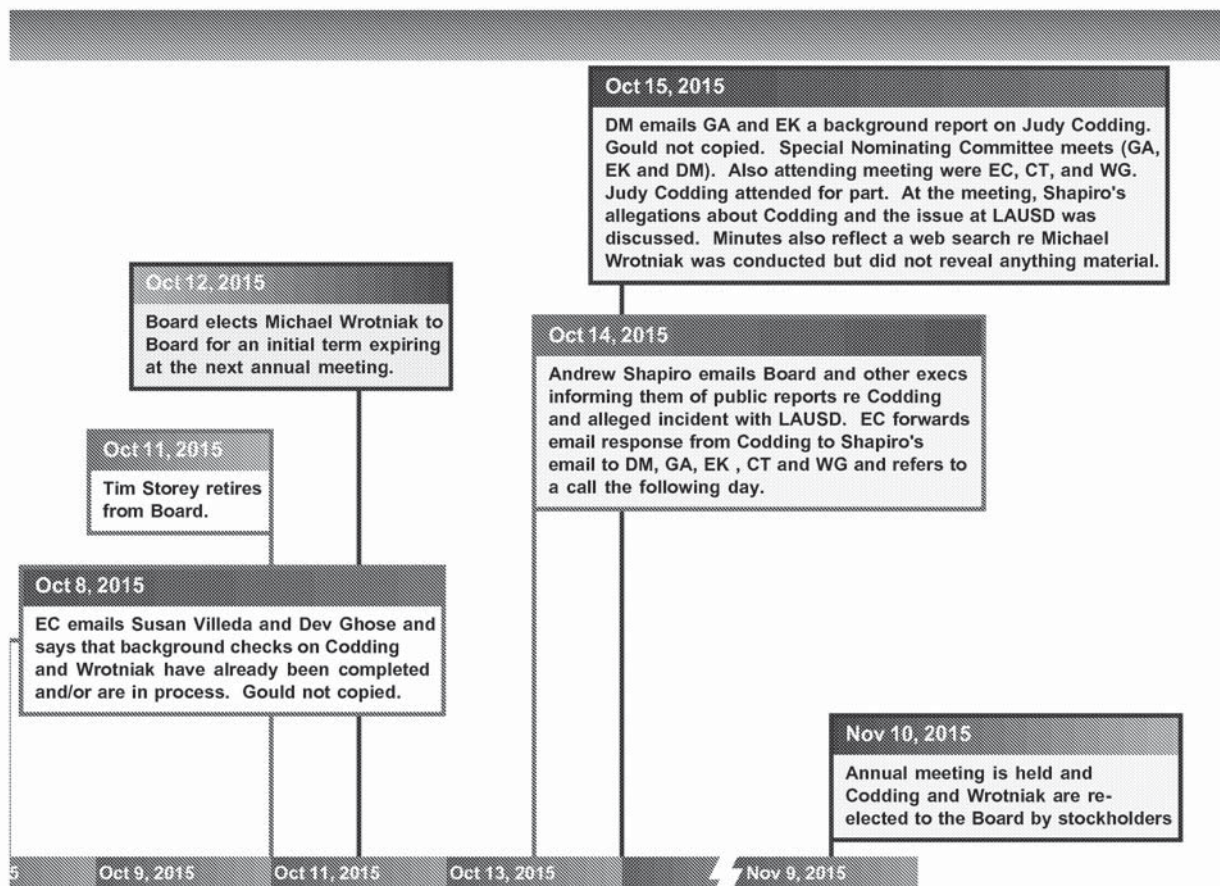 Oct 15, 2015
DM emails GA and EK a background report on Judy Codding.
Gould not copied. Special Nominating Committee meets (GA,
EK and DM). Also attending meeting were EC, CT, and WG.
Judy Codding attended for part. At the meeting, Shapiro's
allegations about Codding and the issue at LAUSD was
discussed. Minutes also reflect a web search re Michael
Wrotniak was conducted but did not reveal anything material.
Oct 12, 2015
Board elects Michael Wrotniak to
Board for an initial term expiring
at the next annual meeting.
Oct 14, 2015
Andrew Shapiro emails Board and other execs
informing them of public reports re Codding
and alleged incident with LAUSD. EC forwards
email response from Codding to Shapiro's
email to DM, GA, EK , CT and WG and refers to
a call the following day.
Oct 11, 2015
Tim Storey retires
from Board.
Oct 8, 2015
EC emails Susan Villeda and Dev Ghose and
says that background checks on Codding
and Wrotniak have already been completed
and/or are in process. Gould not copied.
Nov 10, 2015
Annual meeting is held and
Codding and Wrotniak are re-
elected to the Board by stockholders
5
Oct 9, 2015
Oct 11, 2015
Oct 13, 2015
Nov 9, 2015